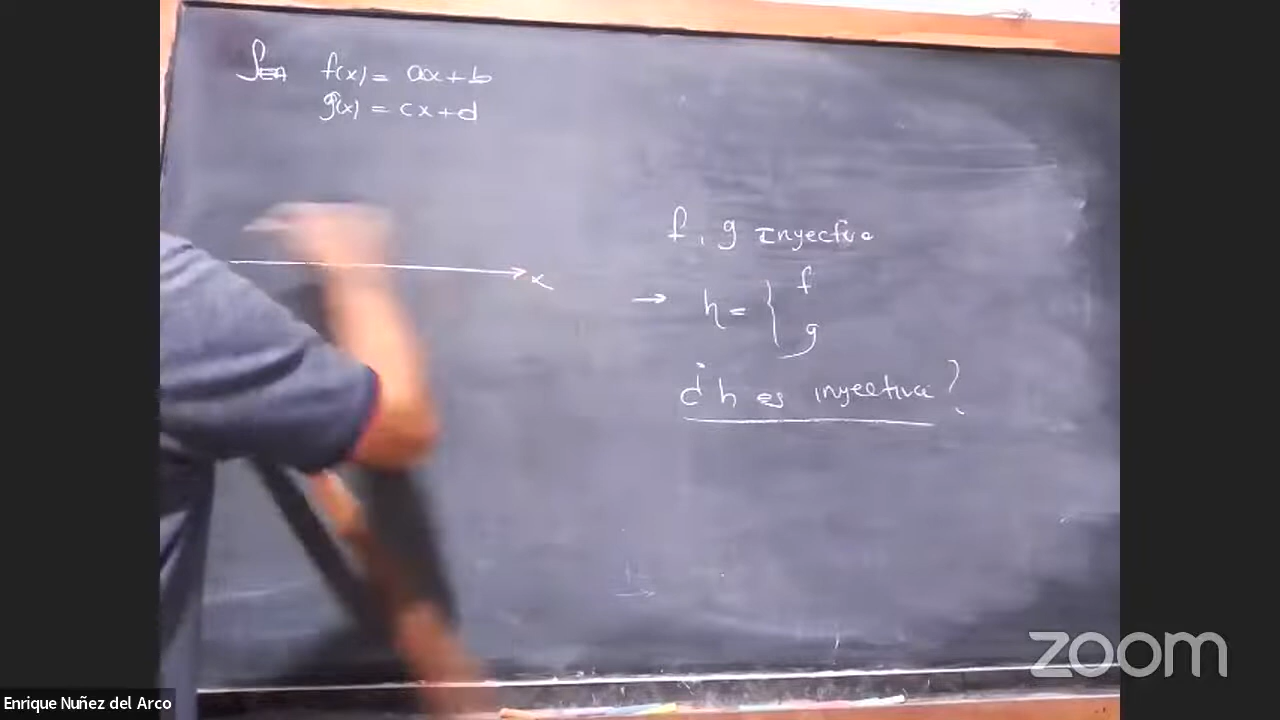 SEA f(x) = ax + b
g(x) = cx + d
x
f, g Inyectiva
→ h = { f
g
¿h es inyectiva?
zoom
Enrique Nuñez del Arco